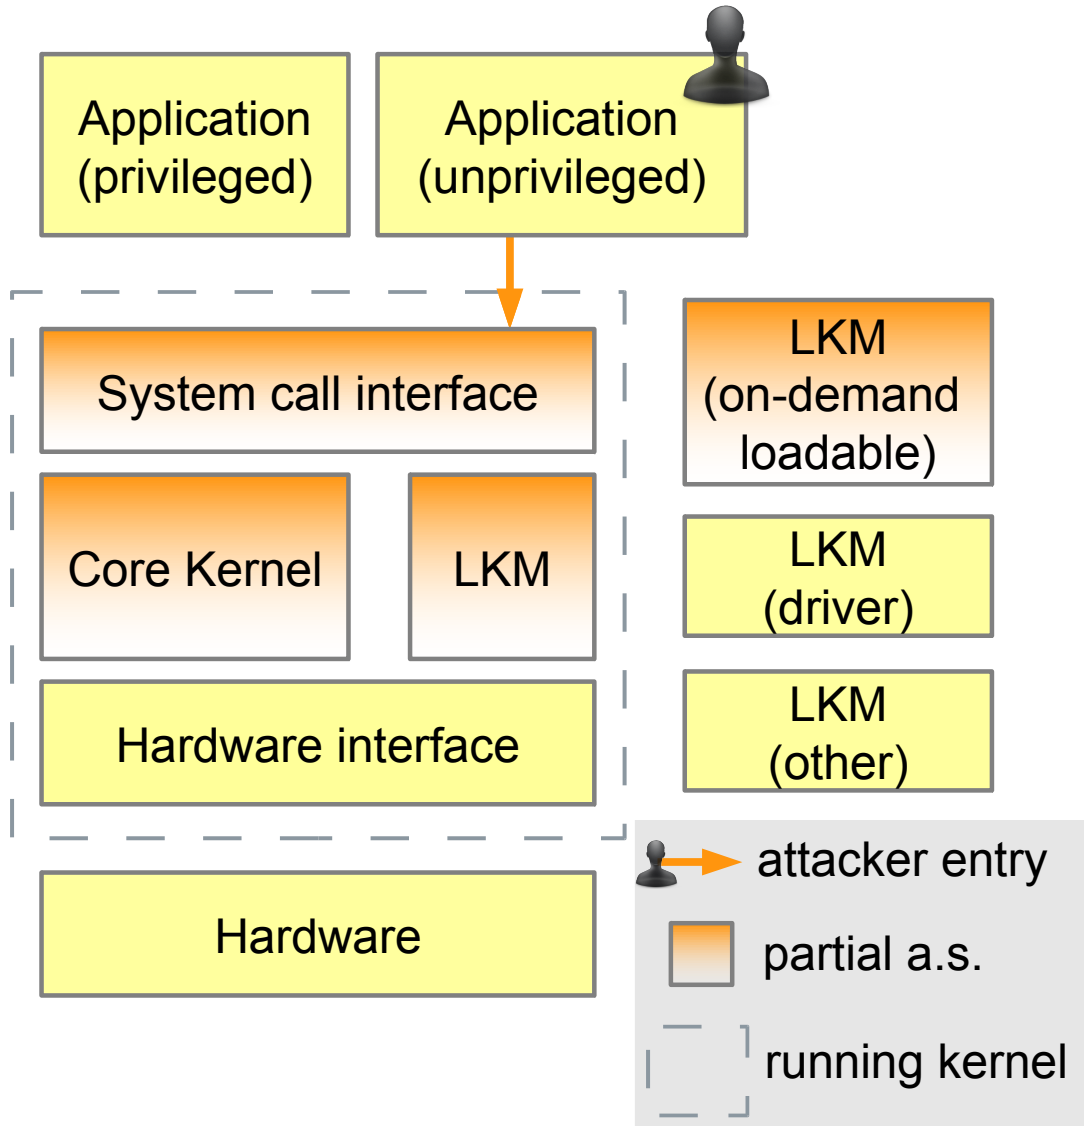 Application
(privileged)
Application
(unprivileged)
System call interface
Core Kernel
LKM
Hardware interface
Hardware
LKM
(on-demand
loadable)
LKM
(driver)
LKM
(other)
attacker entry
partial a.s.
running kernel